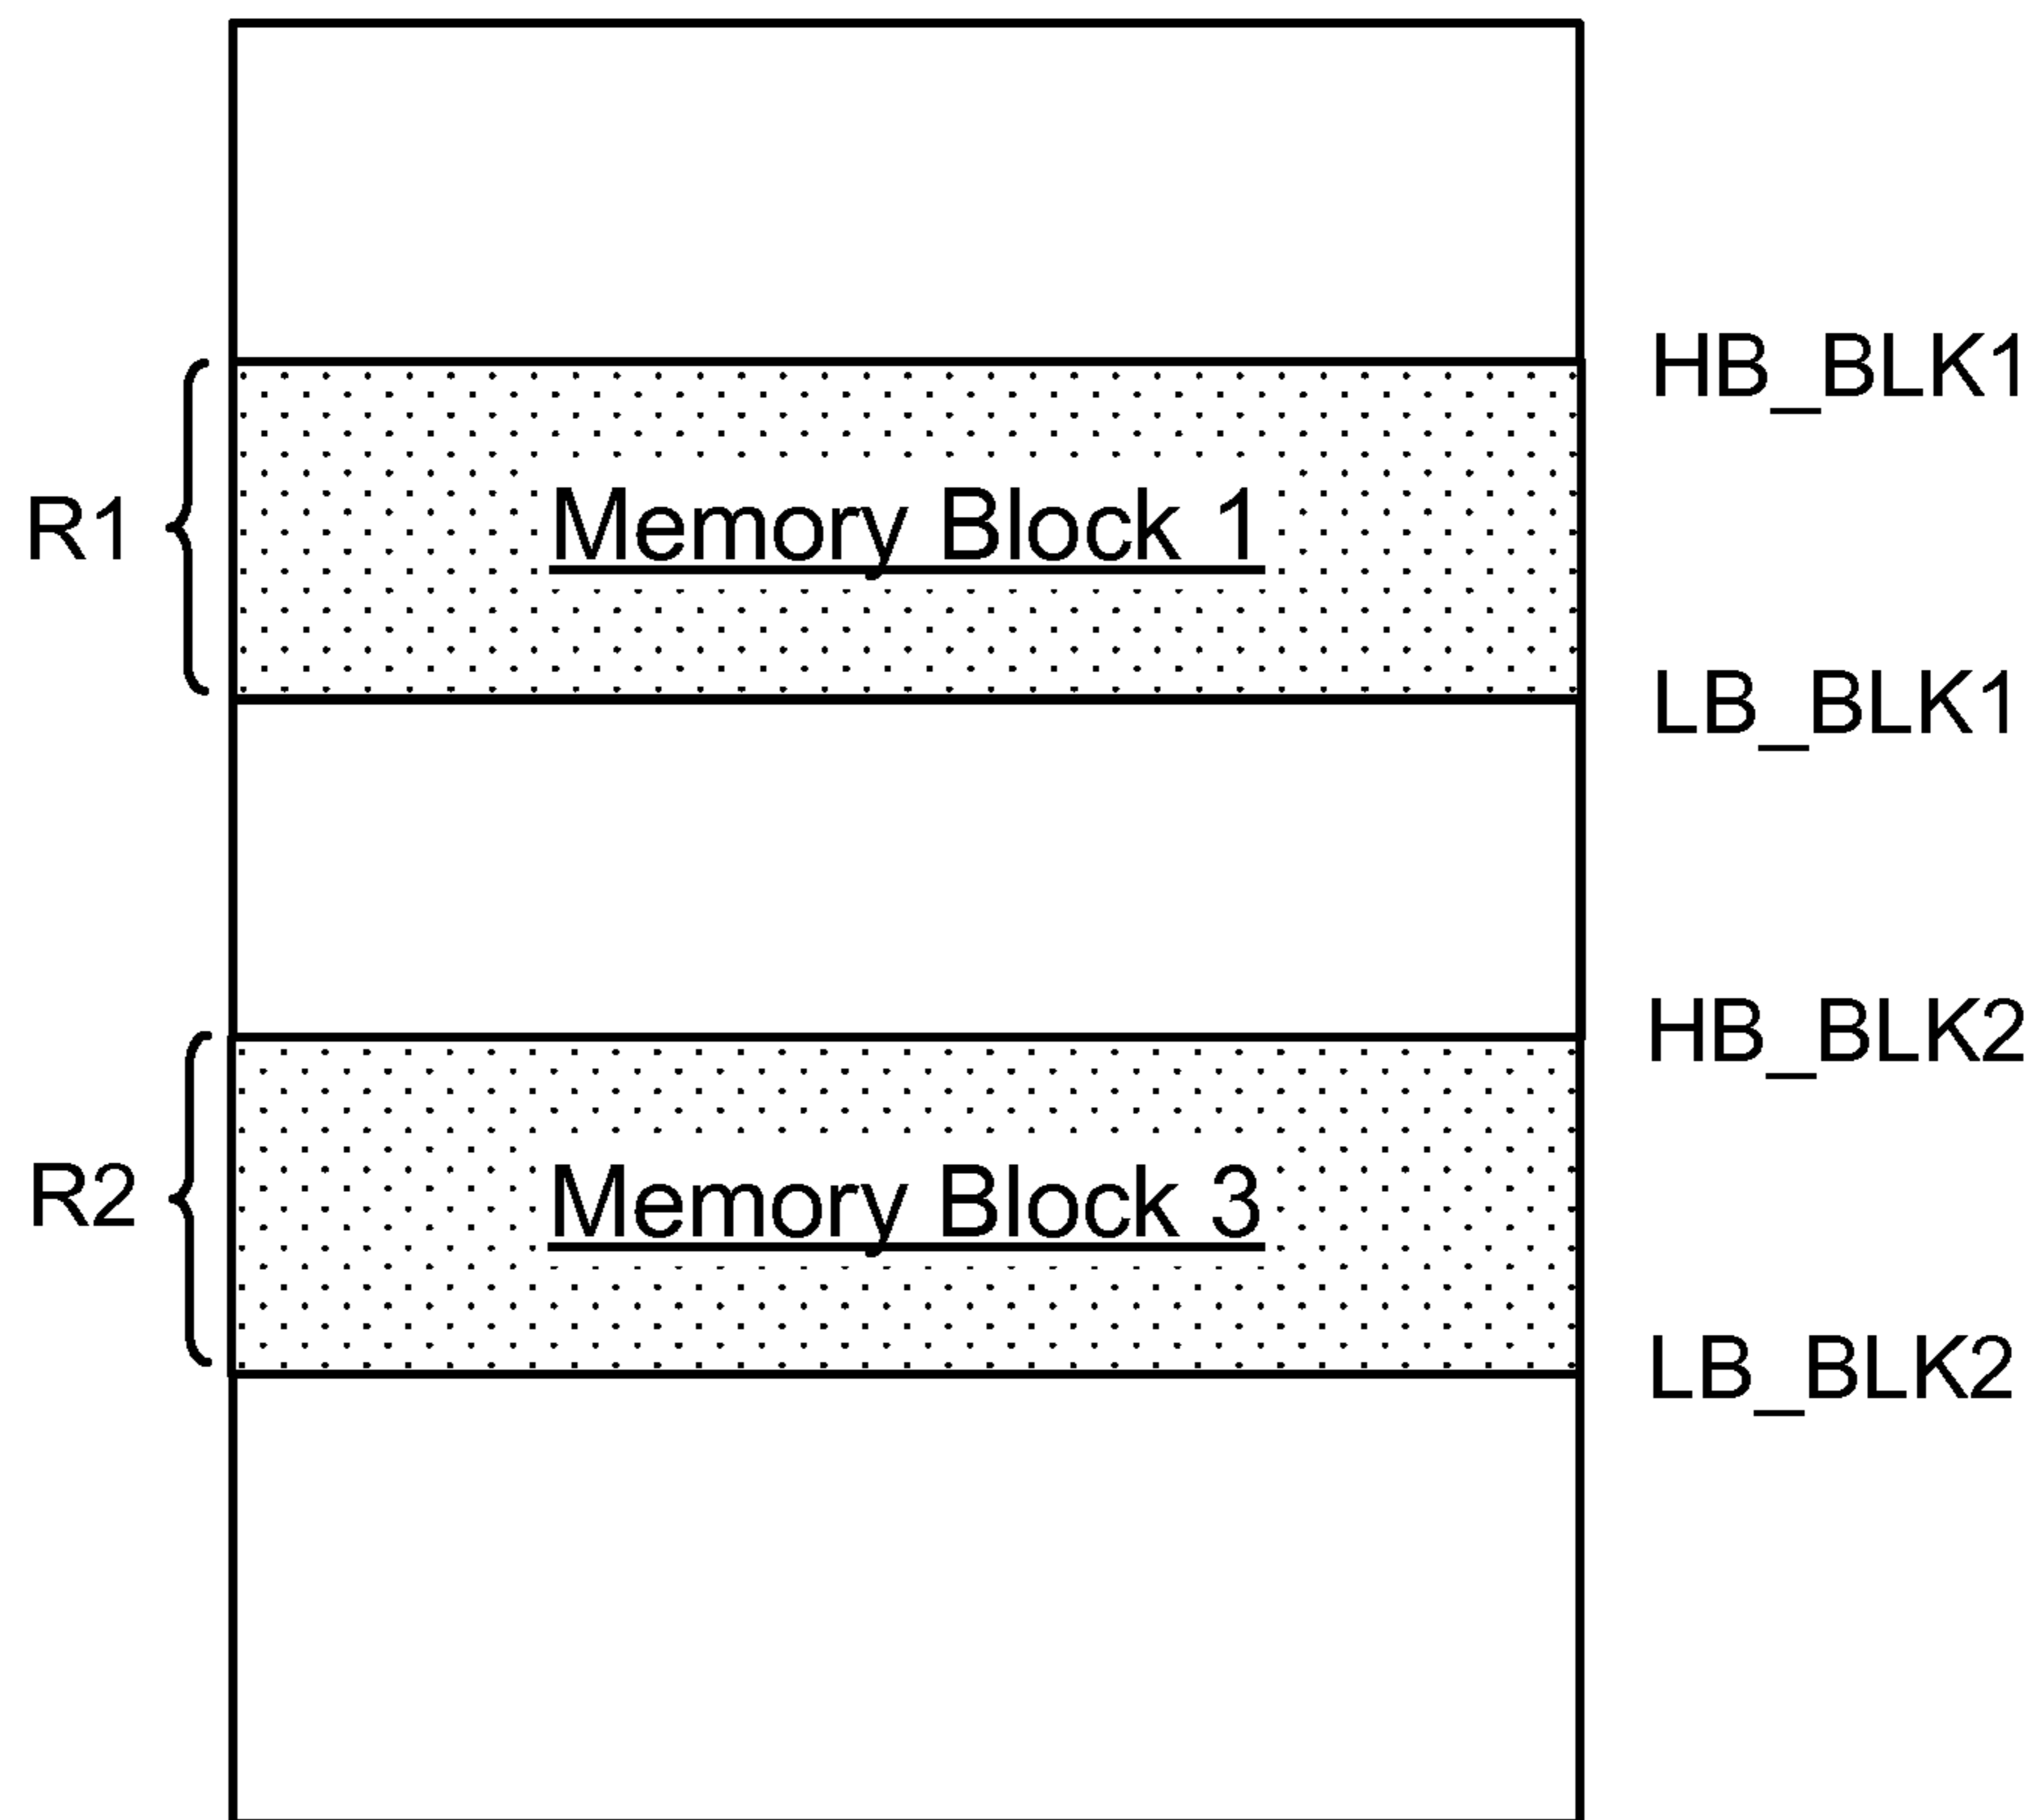 HB_BLK1
R1
Memory Block 1
LB_BLK1
HB_BLK2
R2
Memory Block 3
LB_BLK2